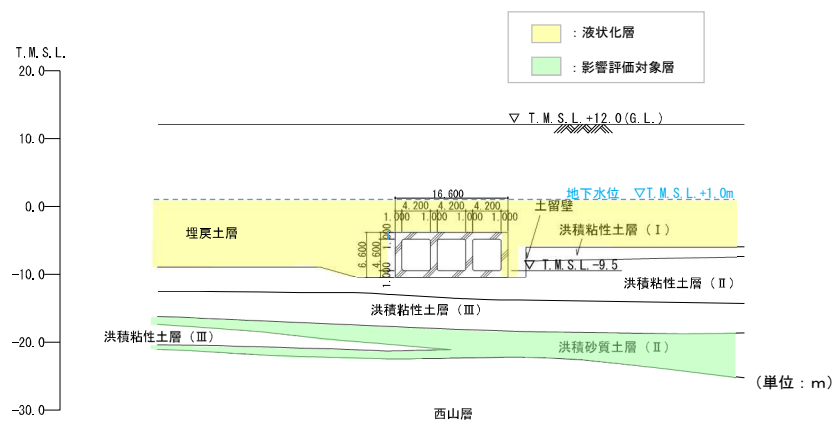 ：液状化層
：影響評価対象層
T.M.S.L.
20.0
▽ T.M.S.L.+12.0(G.L.)
10.0
16.600
地下水位 ▽T.M.S.L.+1.0m
0.0
4.200 4.200 4.200
1.000 1.000 1.000 1.000
土留壁
埋戻土層
洪積粘性土層（Ⅰ）
6.600
4.600
1.000
1.000
▽ T.M.S.L.-9.5
-10.0
洪積粘性土層（Ⅱ）
洪積粘性土層（Ⅲ）
洪積粘性土層（Ⅲ）
-20.0
洪積砂質土層（Ⅱ）
（単位：m）
-30.0
西山層